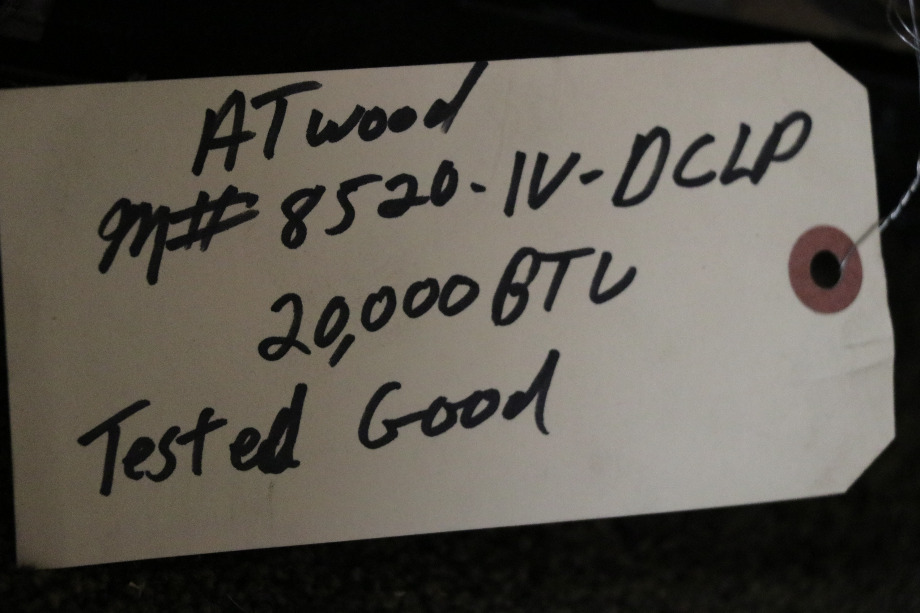 ATwood
M# 8520-IV-DCLP
20,000 BTU
Tested Good